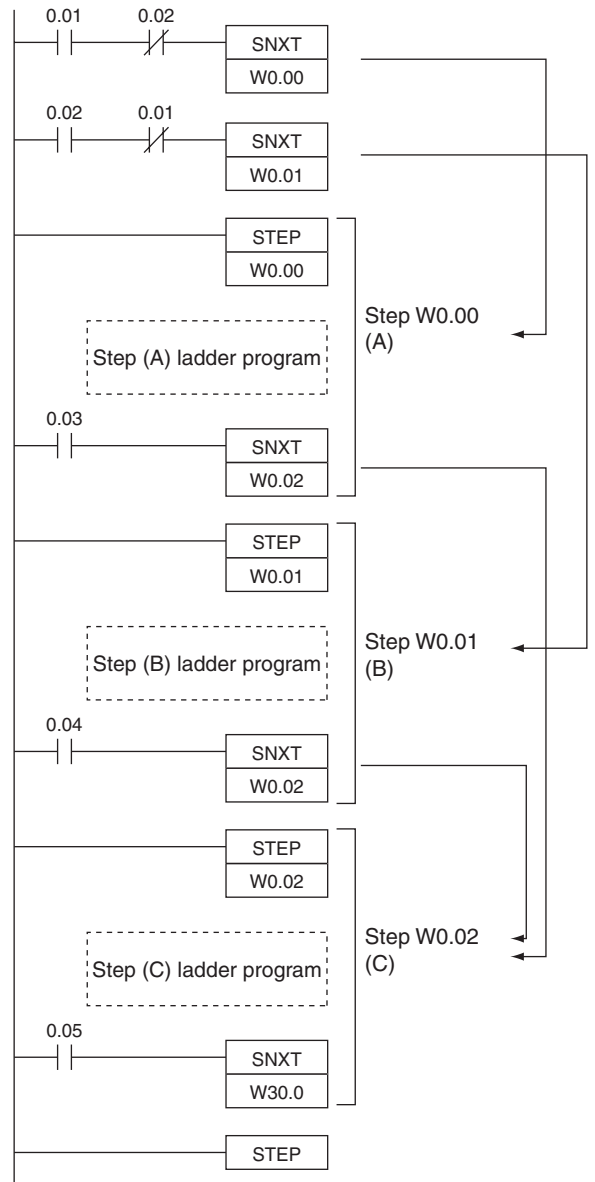 0.01 0.02
SNXT
W0.00
0.02 0.01
SNXT
W0.01
STEP
W0.00
Step W0.00
(A)
Step (A) ladder program
0.03
SNXT
W0.02
STEP
W0.01
Step W0.01
(B)
Step (B) ladder program
0.04
SNXT
W0.02
STEP
W0.02
Step W0.02
(C)
Step (C) ladder program
0.05
SNXT
W30.0
STEP